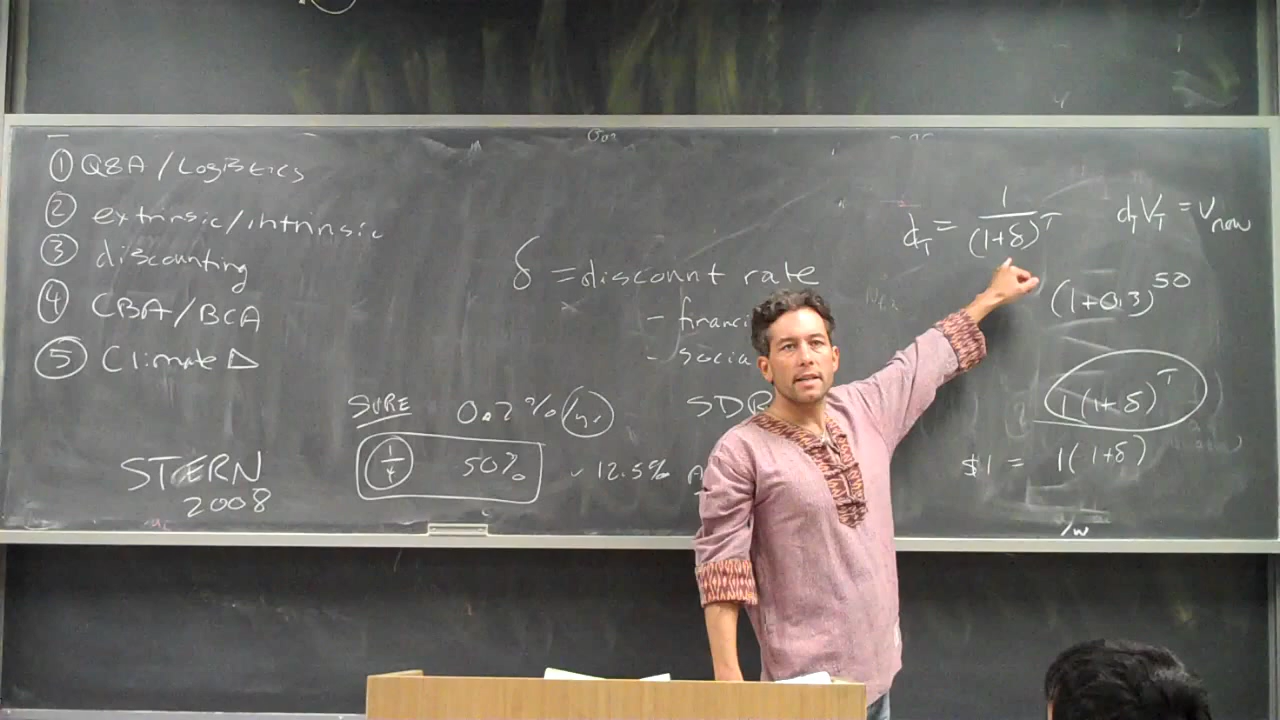 ① Q&A / Logistics
② extrinsic/intrinsic
③ discounting
④ CBA/BCA
⑤ Climate Δ
STERN
2008
δ = discount rate
- financi
- socia
SURE 0.2%/yr. SDR
1/4 50% 12.5%
d_T = 1/(1+δ)^T d_T V_T = V_now
(1+0.3)^50
1(1+δ)^T
$1 = 1(1+δ)